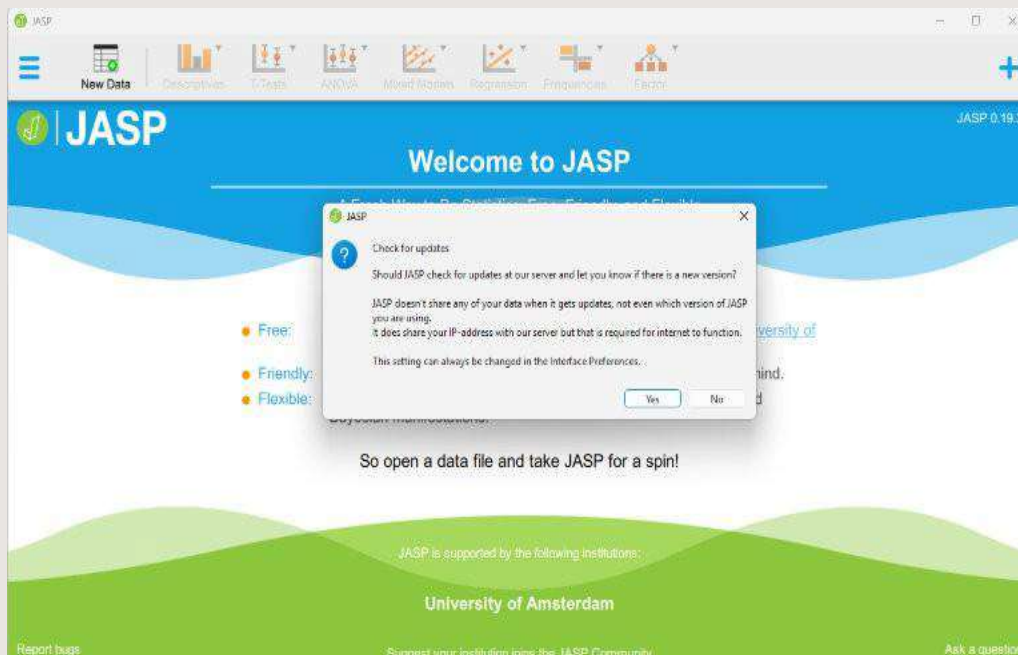 JASP
New Data
Descriptives
T-Tests
ANOVA
Mixed Models
Regression
Frequencies
Factor
JASP
JASP 0.19.
Welcome to JASP
JASP
Check for updates
Should JASP check for updates at our server and let you know if there is a new version?
JASP doesn't share any of your data when it gets updates, not even which version of JASP
you are using.
It does share your IP-address with our server but that is required for internet to function.
This setting can always be changed in the Interface Preferences.
Yes No
Free:
versity of
Friendly:
ind.
Flexible:
d
So open a data file and take JASP for a spin!
JASP is supported by the following institutions:
University of Amsterdam
Report bugs
Suggest your institution joins the JASP Community
Ask a question